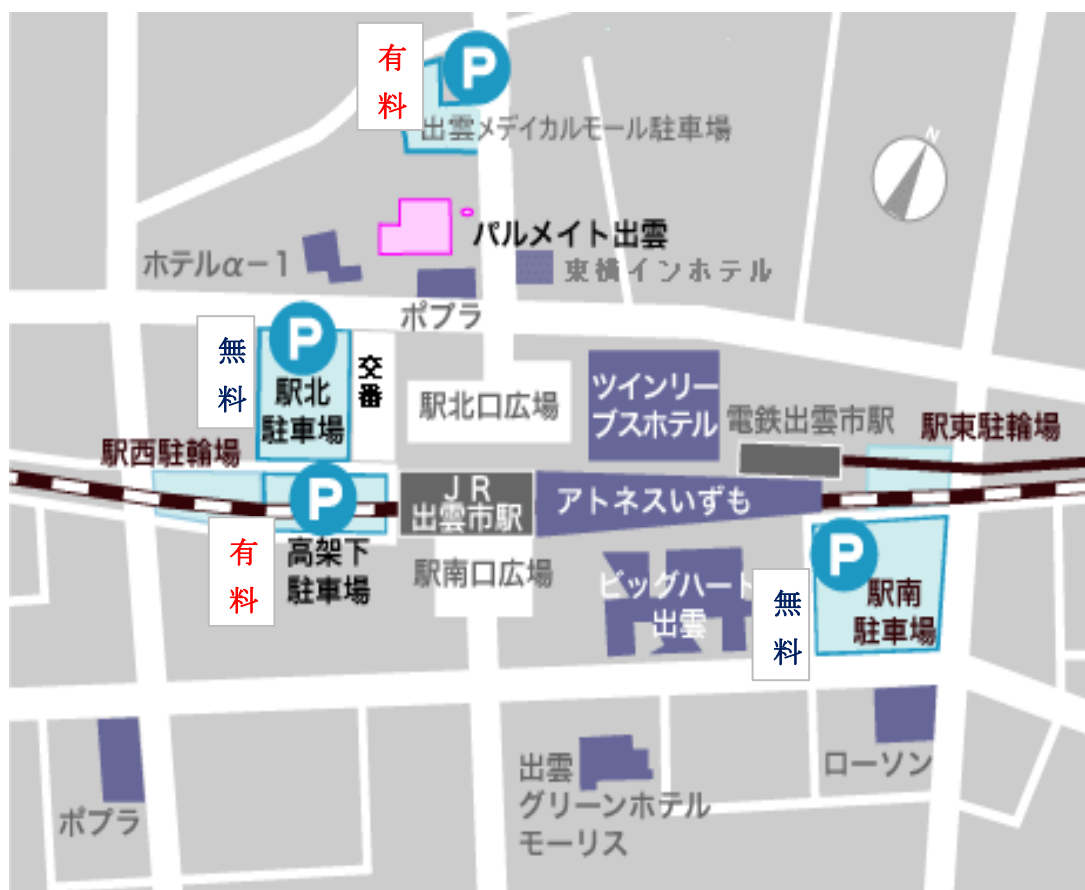 有
料
P
出雲メディカルモール駐車場
N
パルメイト出雲
ホテルα-1
東横インホテル
ポプラ
無
料
P
駅北
駐車場
交
番
駅北口広場
ツインリー
ブスホテル
電鉄出雲市駅
駅東駐輪場
駅西駐輪場
P
JR
出雲市駅
アトネスいずも
有
料
高架下
駐車場
駅南口広場
ビッグハート
出雲
無
料
P
駅南
駐車場
ポプラ
出雲
グリーンホテル
モーリス
ローソン